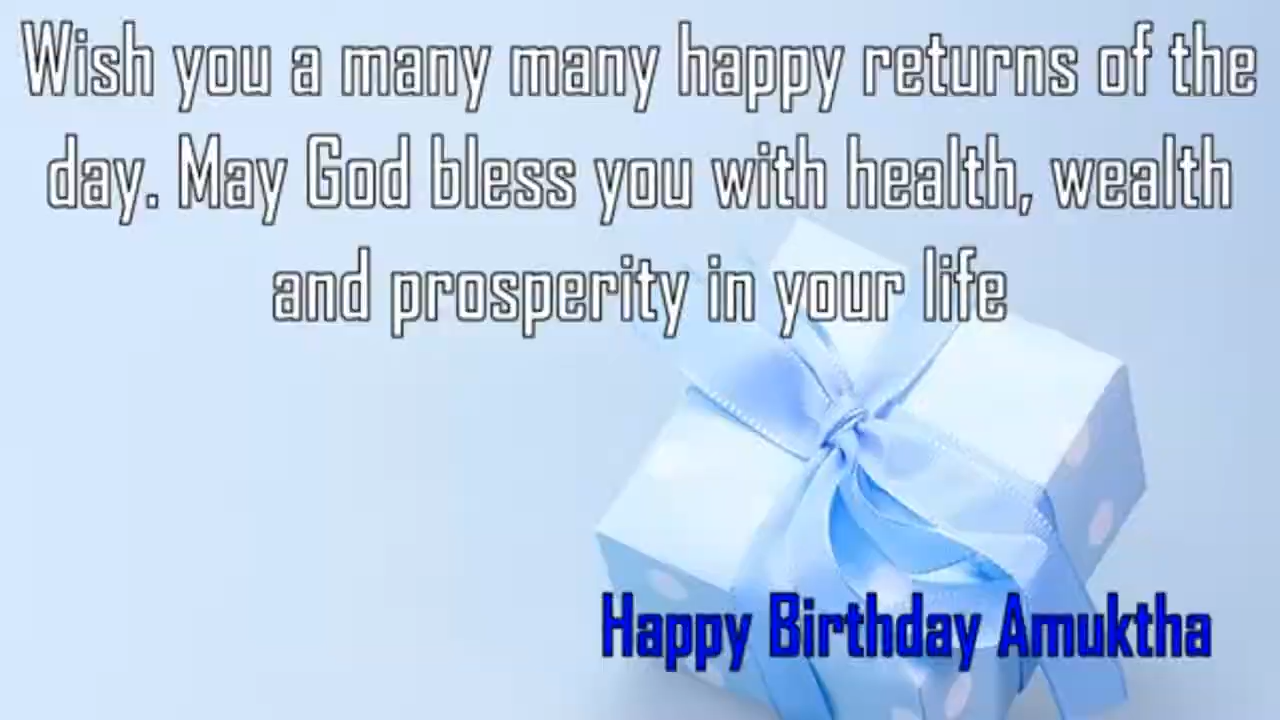 Wish you a many many happy returns of the
day. May God bless you with health, wealth
and prosperity in your life
Happy Birthday Amuktha